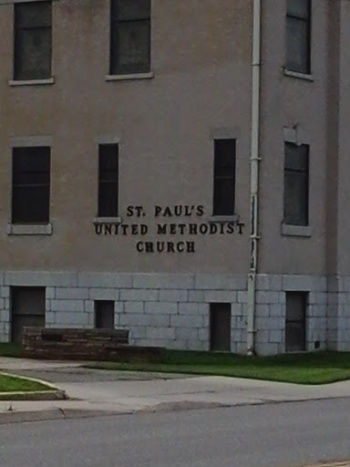 ST. PAUL'S
UNITED METHODIST
CHURCH